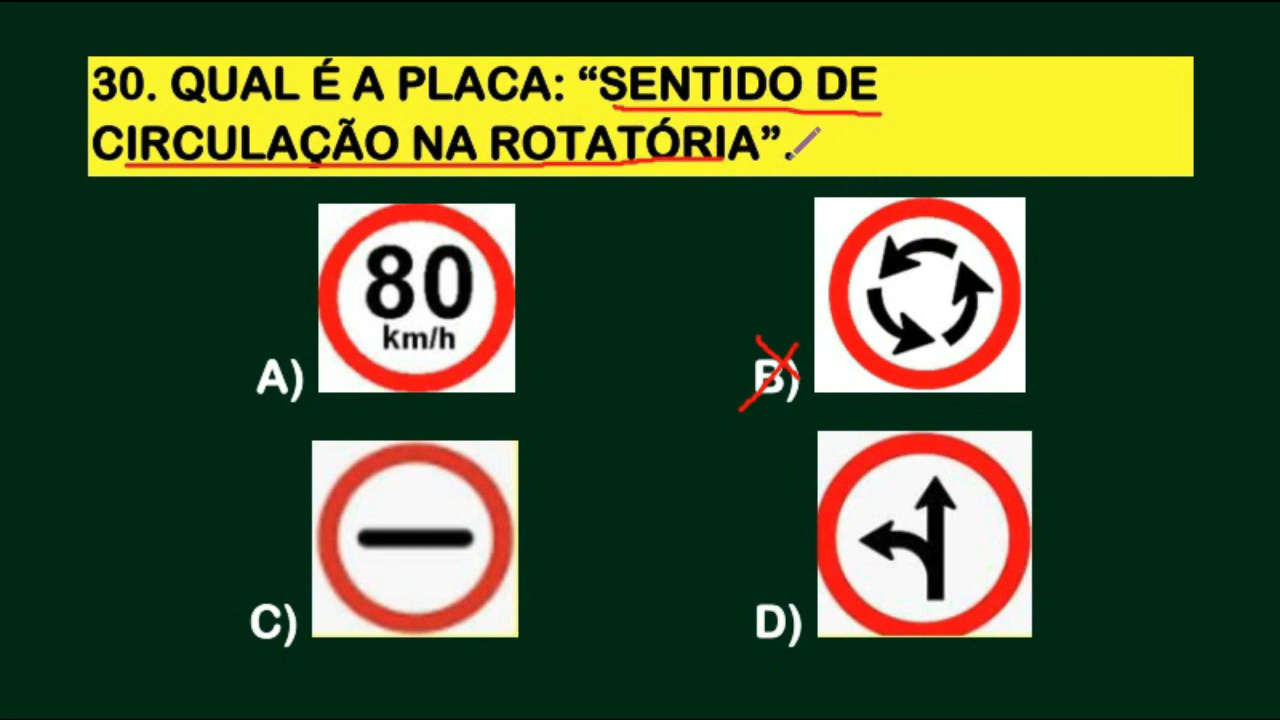 30. QUAL É A PLACA: “SENTIDO DE
CIRCULAÇÃO NA ROTATÓRIA”.
80
km/h
A)
B)
C)
D)